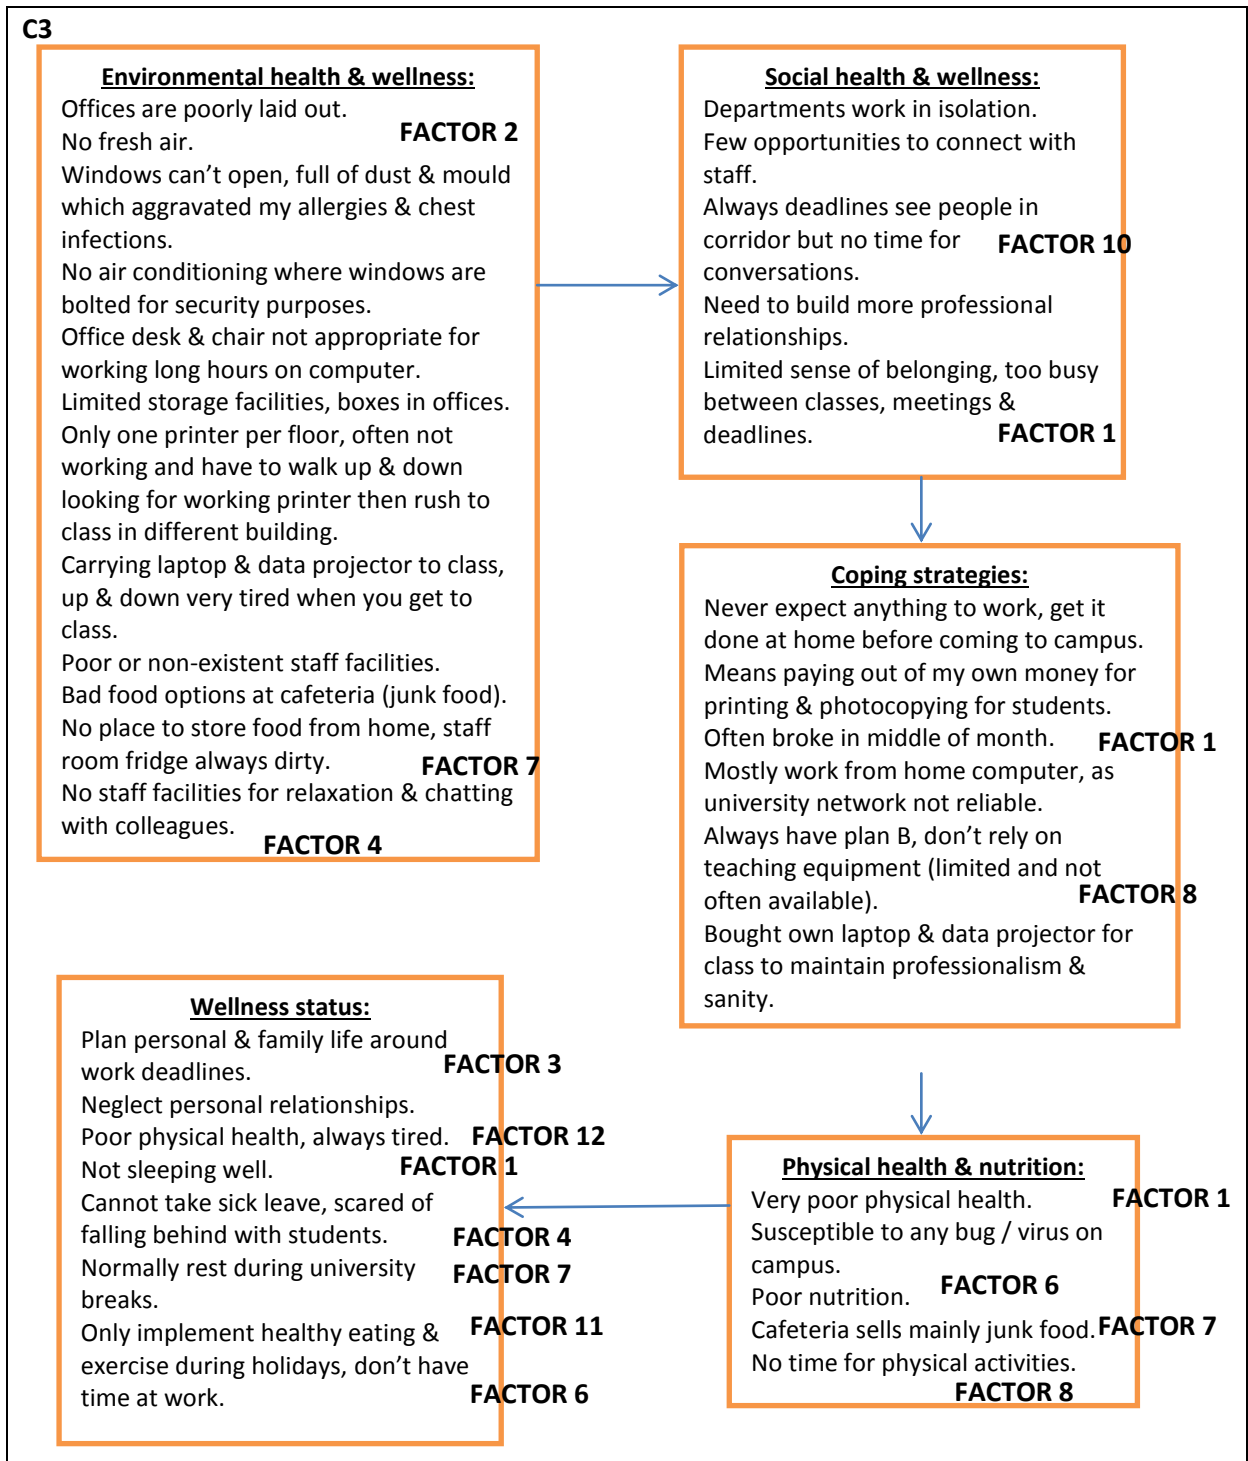 C3
Environmental health & wellness:
Offices are poorly laid out.
FACTOR 2
No fresh air.
Windows can’t open, full of dust & mould
which aggravated my allergies & chest
infections.
No air conditioning where windows are
bolted for security purposes.
Office desk & chair not appropriate for
working long hours on computer.
Limited storage facilities, boxes in offices.
Only one printer per floor, often not
working and have to walk up & down
looking for working printer then rush to
class in different building.
Carrying laptop & data projector to class,
up & down very tired when you get to
class.
Poor or non-existent staff facilities.
Bad food options at cafeteria (junk food).
No place to store food from home, staff
room fridge always dirty.
FACTOR 7
No staff facilities for relaxation & chatting
with colleagues.
FACTOR 4
Social health & wellness:
Departments work in isolation.
Few opportunities to connect with
staff.
Always deadlines see people in
corridor but no time for
FACTOR 10
conversations.
Need to build more professional
relationships.
Limited sense of belonging, too busy
between classes, meetings &
deadlines.
FACTOR 1
Coping strategies:
Never expect anything to work, get it
done at home before coming to campus.
Means paying out of my own money for
printing & photocopying for students.
Often broke in middle of month.
FACTOR 1
Mostly work from home computer, as
university network not reliable.
Always have plan B, don’t rely on
teaching equipment (limited and not
often available).
FACTOR 8
Bought own laptop & data projector for
class to maintain professionalism &
sanity.
Physical health & nutrition:
Very poor physical health.
FACTOR 1
Susceptible to any bug / virus on
campus.
FACTOR 6
Poor nutrition.
Cafeteria sells mainly junk food.
FACTOR 7
No time for physical activities.
FACTOR 8
Wellness status:
Plan personal & family life around
work deadlines.
FACTOR 3
Neglect personal relationships.
Poor physical health, always tired.
FACTOR 12
Not sleeping well.
FACTOR 1
Cannot take sick leave, scared of
falling behind with students.
FACTOR 4
Normally rest during university
FACTOR 7
breaks.
Only implement healthy eating &
FACTOR 11
exercise during holidays, don’t have
time at work.
FACTOR 6